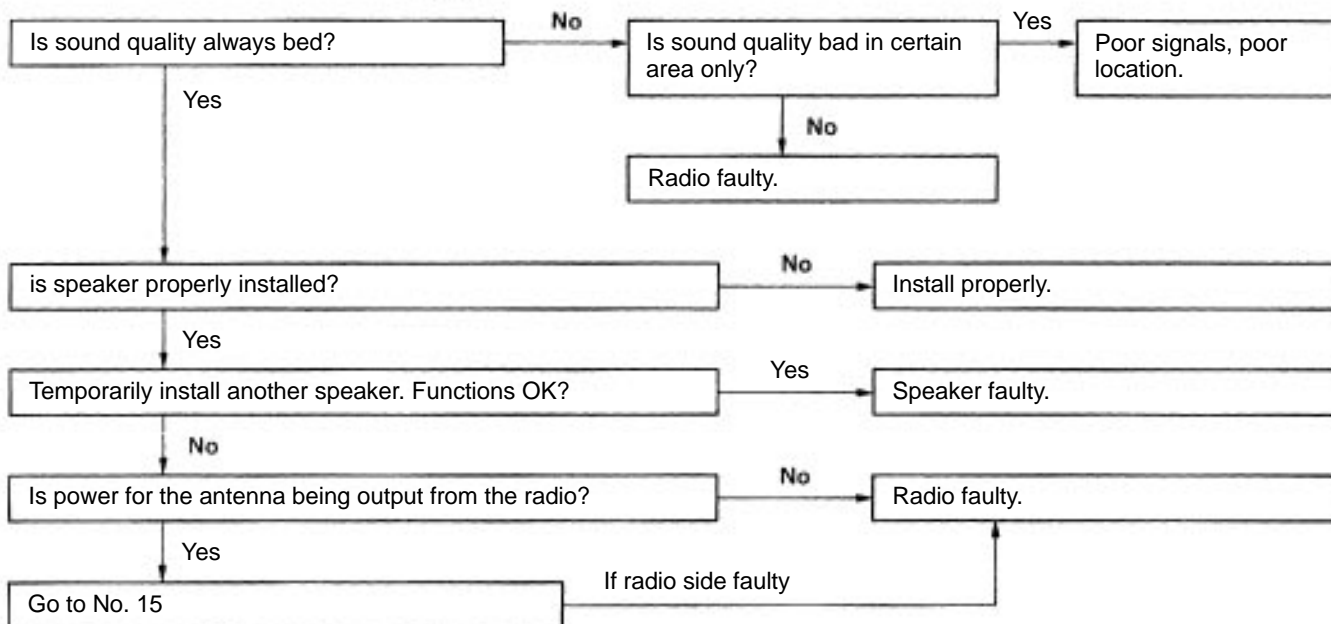 Is sound quality always bed?
No
Is sound quality bad in certain
area only?
Yes
Poor signals, poor
location.
Yes
No
Radio faulty.
is speaker properly installed?
No
Install properly.
Yes
Temporarily install another speaker. Functions OK?
Yes
Speaker faulty.
No
Is power for the antenna being output from the radio?
No
Radio faulty.
Yes
Go to No. 15
If radio side faulty